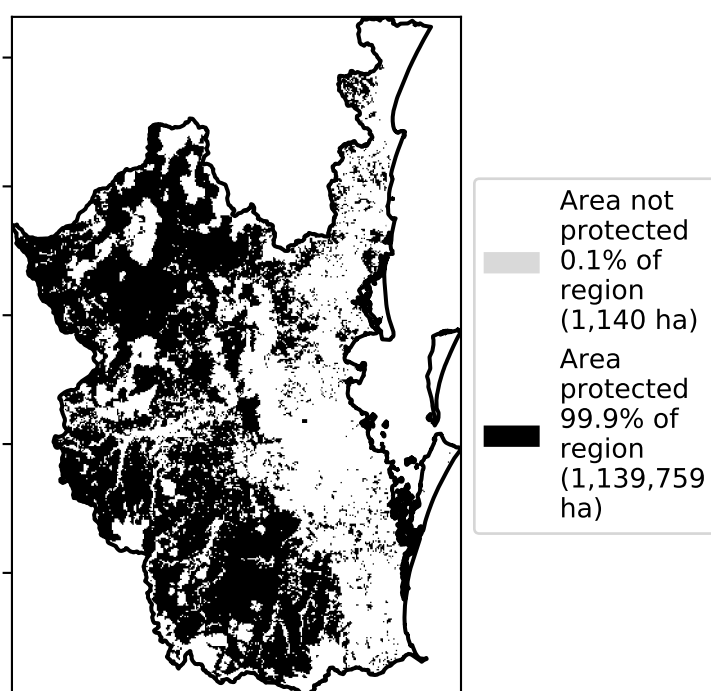 Area not
protected
0.1% of
region
(1,140 ha)
Area
protected
99.9% of
region
(1,139,759
ha)